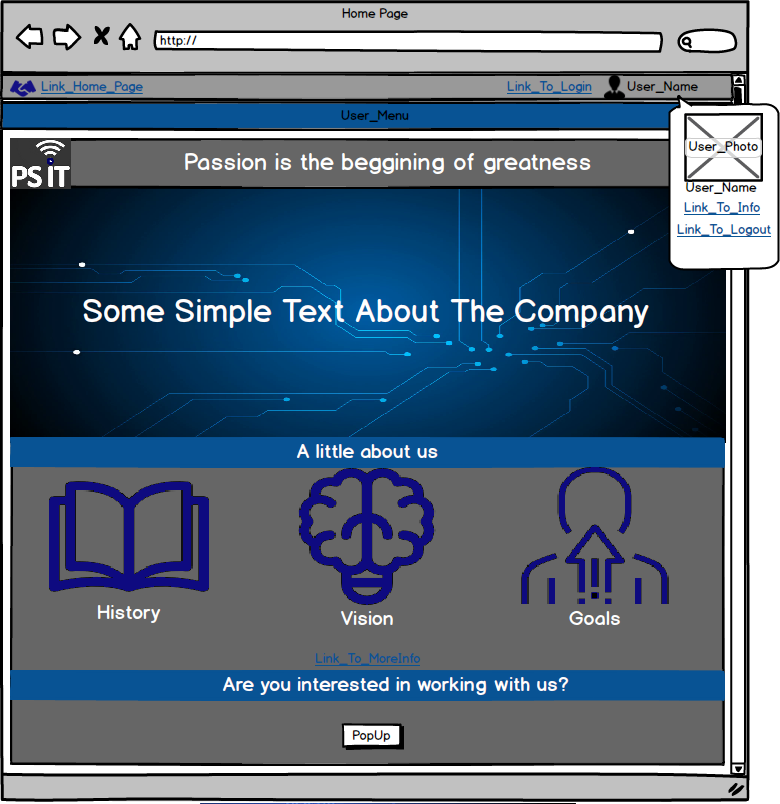 Home Page
http://
Link_Home_Page
Link_To_Login
User_Name
User_Menu
User_Photo
User_Name
Link_To_Info
Link_To_Logout
PSiT
Passion is the beggining of greatness
Some Simple Text About The Company
A little about us
History
Vision
Goals
Link_To_MoreInfo
Are you interested in working with us?
PopUp